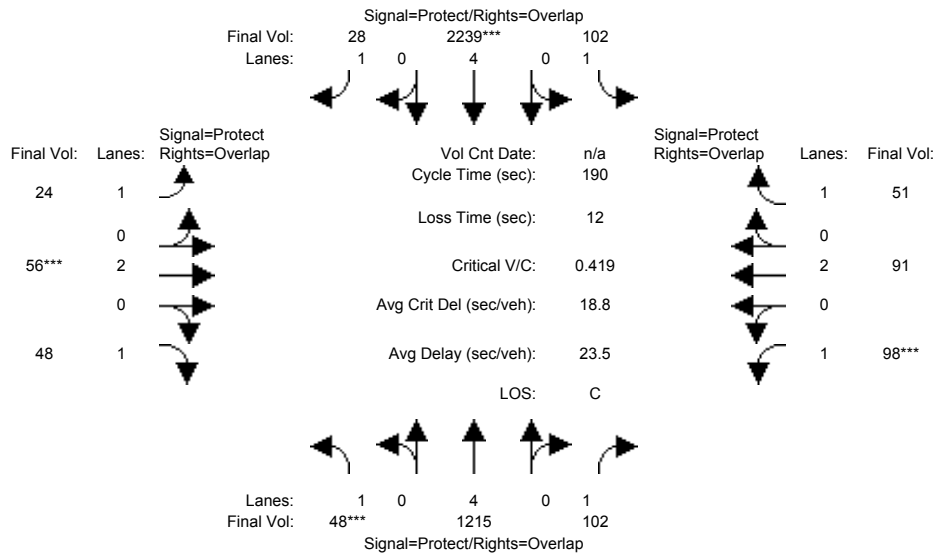 Signal=Protect/Rights=Overlap
Final Vol: 28 2239*** 102
Lanes: 1 0 4 0 1
Signal=Protect
Final Vol: Lanes: Rights=Overlap
Vol Cnt Date: n/a
Signal=Protect
Rights=Overlap Lanes: Final Vol:
Cycle Time (sec): 190
24 1
1 51
Loss Time (sec): 12
0
0
56*** 2
Critical V/C: 0.419
2 91
0
Avg Crit Del (sec/veh): 18.8
0
48 1
Avg Delay (sec/veh): 23.5
1 98***
LOS: C
Lanes: 1 0 4 0 1
Final Vol: 48*** 1215 102
Signal=Protect/Rights=Overlap